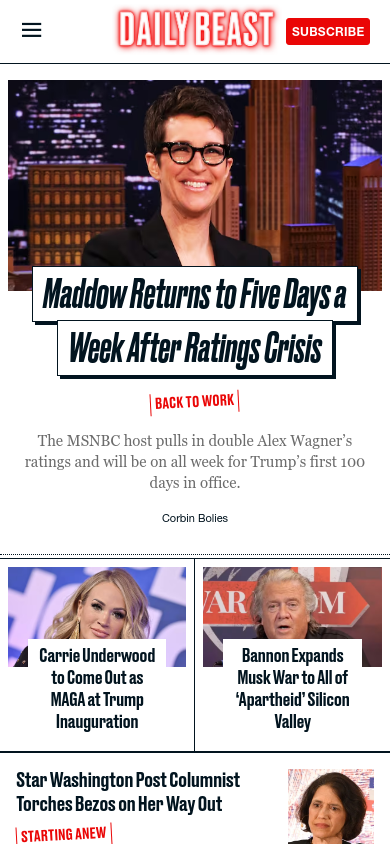 DAILY BEAST
SUBSCRIBE
Maddow Returns to Five Days a
Week After Ratings Crisis
BACK TO WORK
The MSNBC host pulls in double Alex Wagner’s
ratings and will be on all week for Trump’s first 100
days in office.
Corbin Bolies
Carrie Underwood
to Come Out as
MAGA at Trump
Inauguration
WAR M
Bannon Expands
Musk War to All of
‘Apartheid’ Silicon
Valley
Star Washington Post Columnist
Torches Bezos on Her Way Out
STARTING ANEW